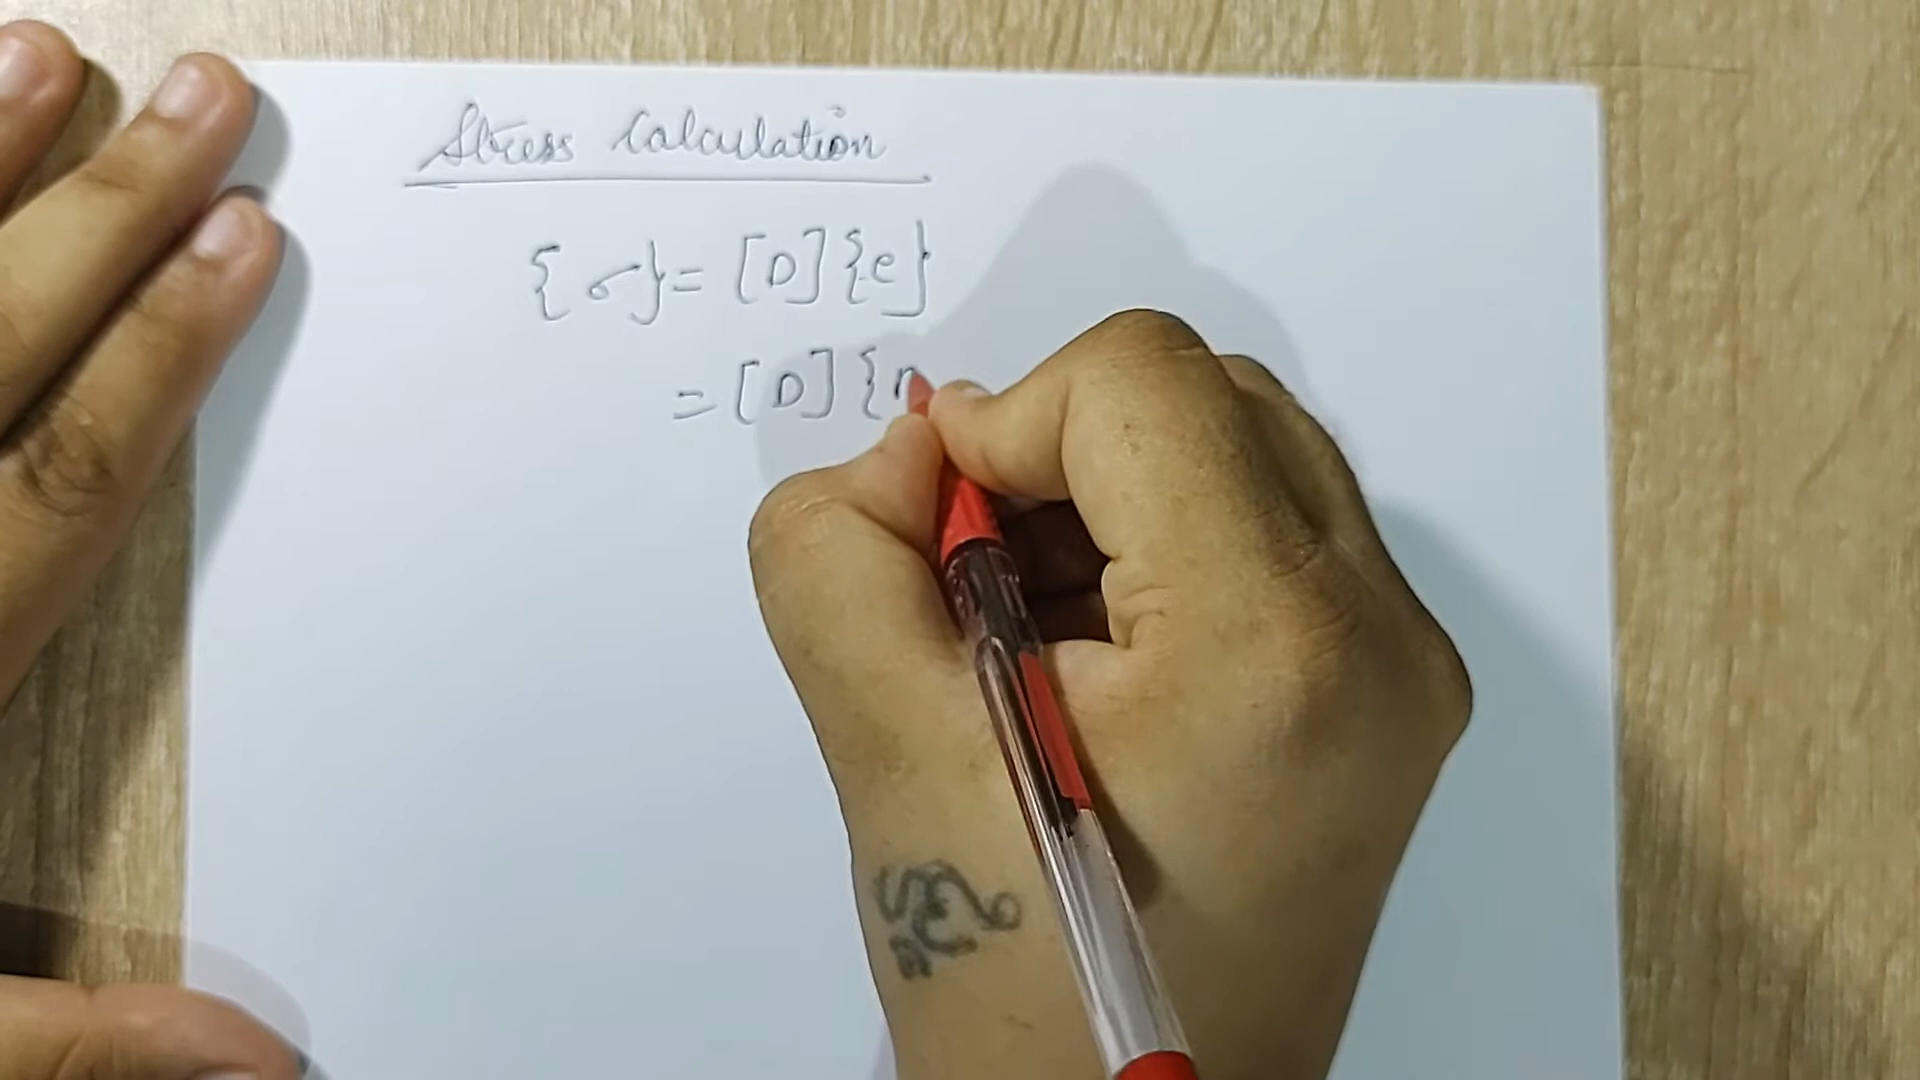 Stress Calculation
{σ} = [D]{e}
= [D]{